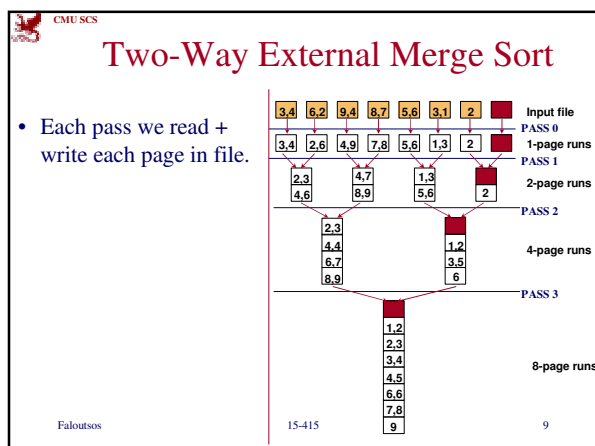 CMU SCS
Two-Way External Merge Sort
• Each pass we read +
write each page in file.
3,4 6,2 9,4 8,7 5,6 3,1 2 Input file
PASS 0
3,4 2,6 4,9 7,8 5,6 1,3 2 1-page runs
PASS 1
2,3 4,7 1,3
4,6 8,9 5,6 2 2-page runs
PASS 2
2,3
4,4 1,2
6,7 3,5
8,9 6
4-page runs
PASS 3
1,2
2,3
3,4
4,5
6,6
7,8
9
8-page runs
Faloutsos 15-415 9